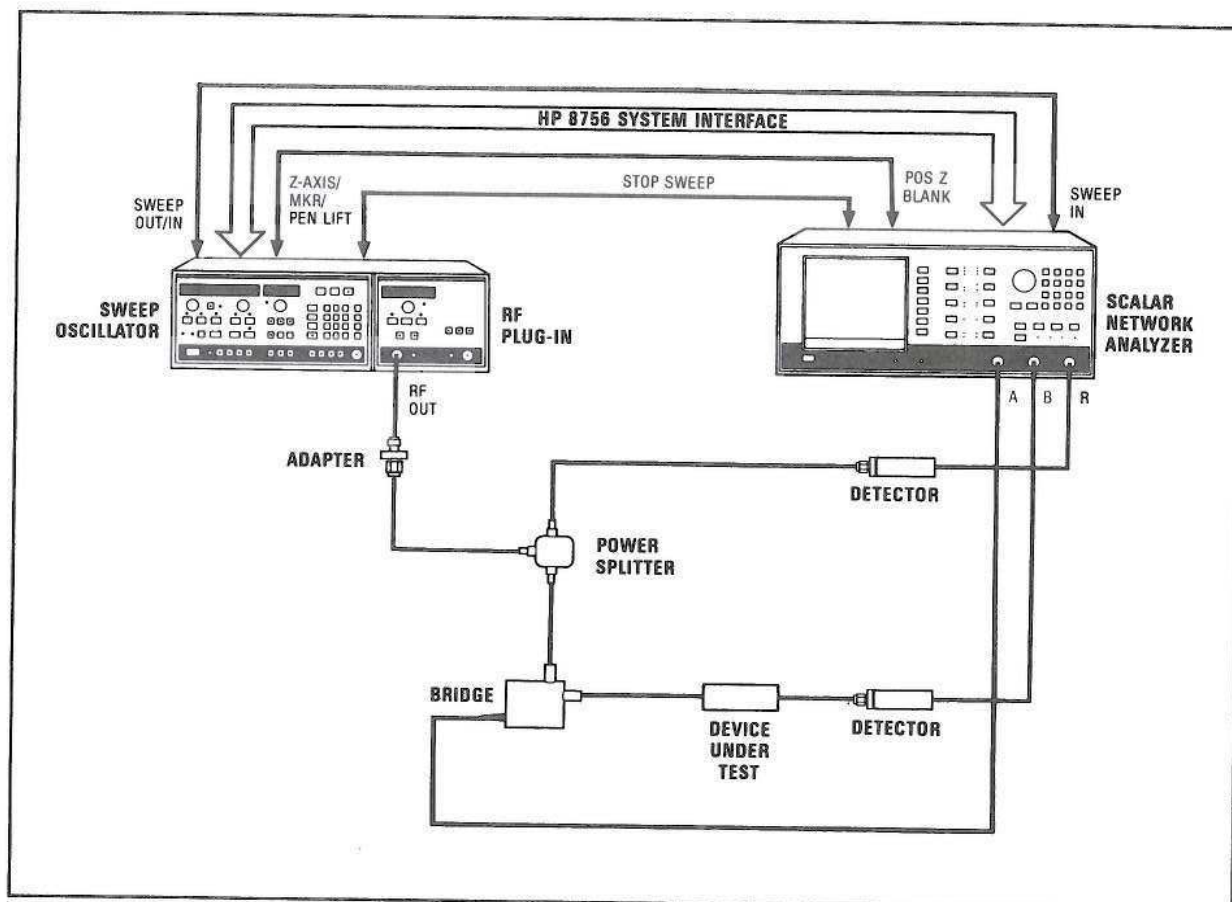 HP 8756 SYSTEM INTERFACE
SWEEP
OUT/IN
Z-AXIS/
MKR/
PEN LIFT
STOP SWEEP
POS Z
BLANK
SWEEP
IN
SWEEP
OSCILLATOR
RF
PLUG-IN
SCALAR
NETWORK
ANALYZER
RF
OUT
A
B
R
ADAPTER
DETECTOR
POWER
SPLITTER
BRIDGE
DEVICE
UNDER
TEST
DETECTOR